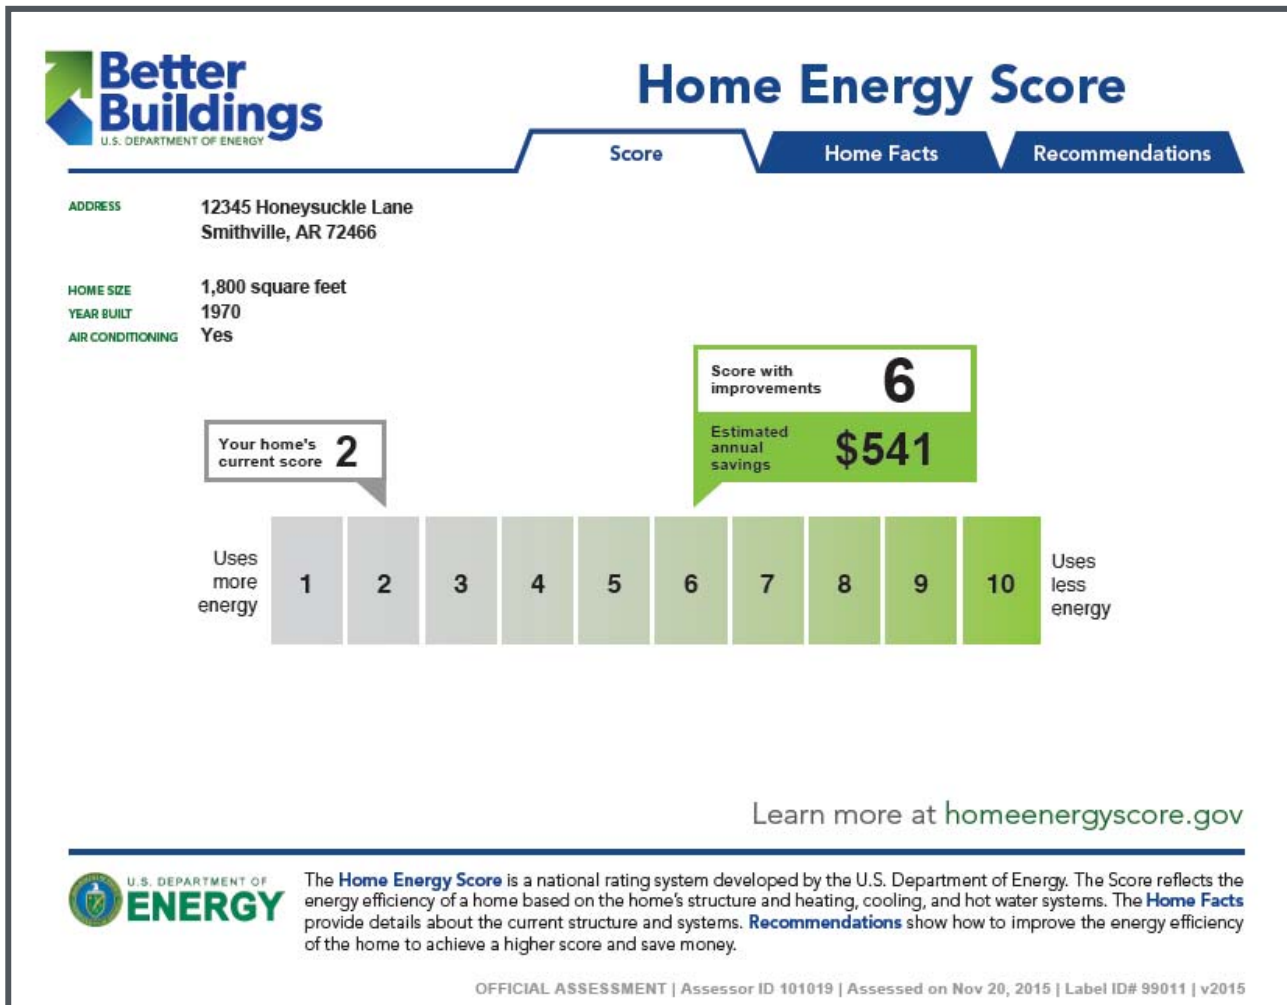 Better
Buildings
U.S. DEPARTMENT OF ENERGY
Home Energy Score
Score
Home Facts
Recommendations
ADDRESS 12345 Honeysuckle Lane
Smithville, AR 72466
HOME SIZE 1,800 square feet
YEAR BUILT 1970
AIR CONDITIONING Yes
Score with
improvements 6
Estimated
annual
savings $541
Your home's
current score 2
Uses
more
energy
1 2 3 4 5 6 7 8 9 10
Uses
less
energy
Learn more at homeenergyscore.gov
U.S. DEPARTMENT OF
ENERGY
The Home Energy Score is a national rating system developed by the U.S. Department of Energy. The Score reflects the
energy efficiency of a home based on the home's structure and heating, cooling, and hot water systems. The Home Facts
provide details about the current structure and systems. Recommendations show how to improve the energy efficiency
of the home to achieve a higher score and save money.
OFFICIAL ASSESSMENT | Assessor ID 101019 | Assessed on Nov 20, 2015 | Label ID# 99011 | v2015